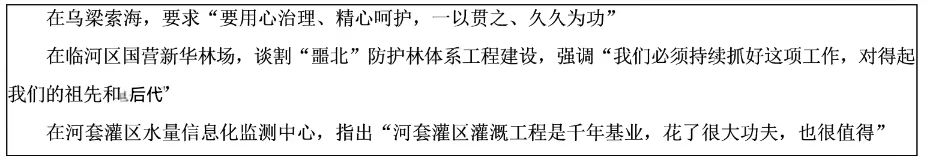 在乌梁素海，要求“要用心治理、精心呵护，一以贯之、久久为功”
在临河区国营新华林场，谈割“噩北”防护林体系工程建设，强调“我们必须持续抓好这项工作，对得起
我们的祖先和后代”
在河套灌区水量信息化监测中心，指出“河套灌区灌溉工程是千年基业，花了很大功夫，也很值得”